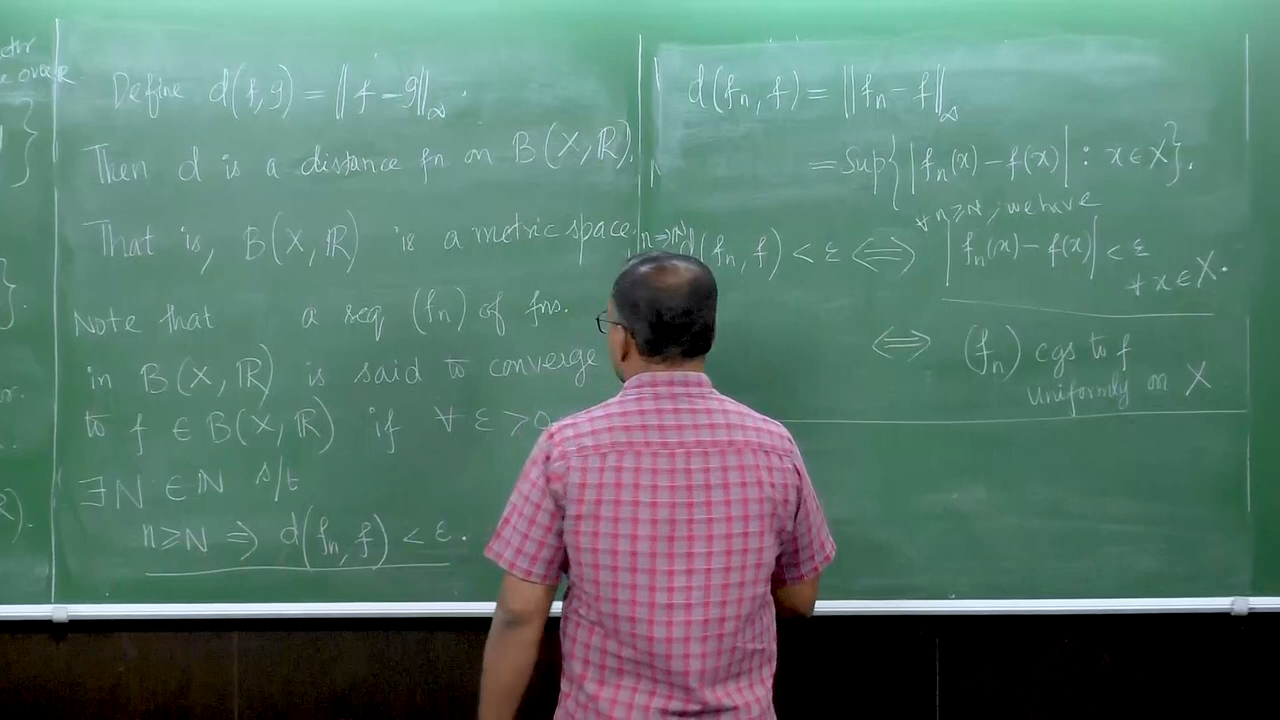 Define d(f, g) = ||f - g||∞.
Then d is a distance fn on B(X, ℝ).
That is, B(X, ℝ) is a metric space.
Note that a seq (fn) of fns.
in B(X, ℝ) is said to converge
to f ∈ B(X, ℝ) if ∀ ε > 0
∃ N ∈ ℕ s/t
n ≥ N ⇒ d(fn, f) < ε.
d(fn, f) = ||fn - f||∞
= Sup{ |fn(x) - f(x)| : x ∈ X }.
∀ n ≥ N, we have
n ≥ N d(fn, f) < ε ⇔ |fn(x) - f(x)| < ε
∀ x ∈ X.
⇔ (fn) cgs to f
uniformly on X